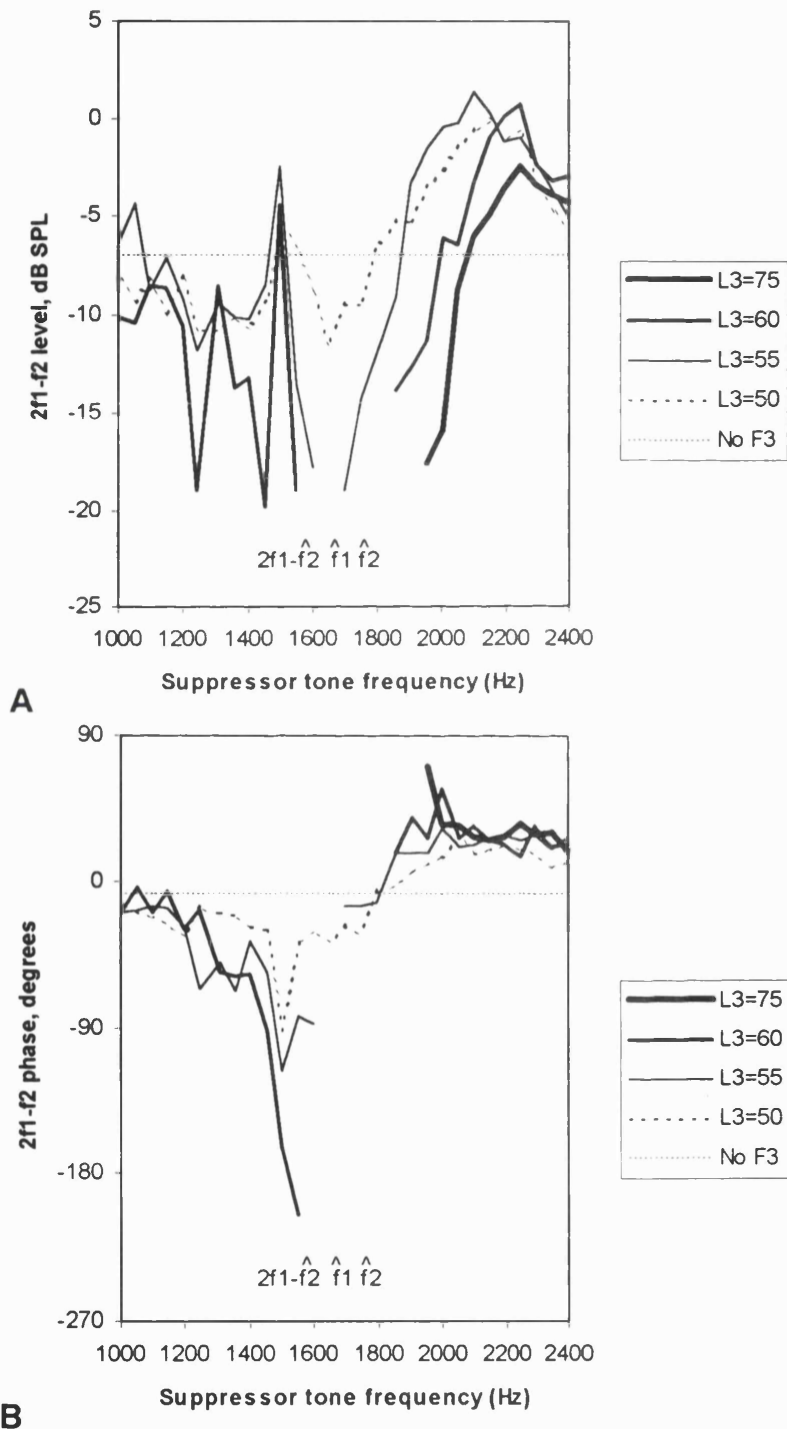 5
0
-5
-10
-15
-20
-25
2f1-f2 level, dB SPL
^ ^ ^
2f1-f2 f1 f2
1000 1200 1400 1600 1800 2000 2200 2400
Suppressor tone frequency (Hz)
L3=75
L3=60
L3=55
L3=50
No F3
A
90
0
-90
-180
-270
2f1-f2 phase, degrees
^ ^ ^
2f1-f2 f1 f2
1000 1200 1400 1600 1800 2000 2200 2400
Suppressor tone frequency (Hz)
L3=75
L3=60
L3=55
L3=50
No F3
B